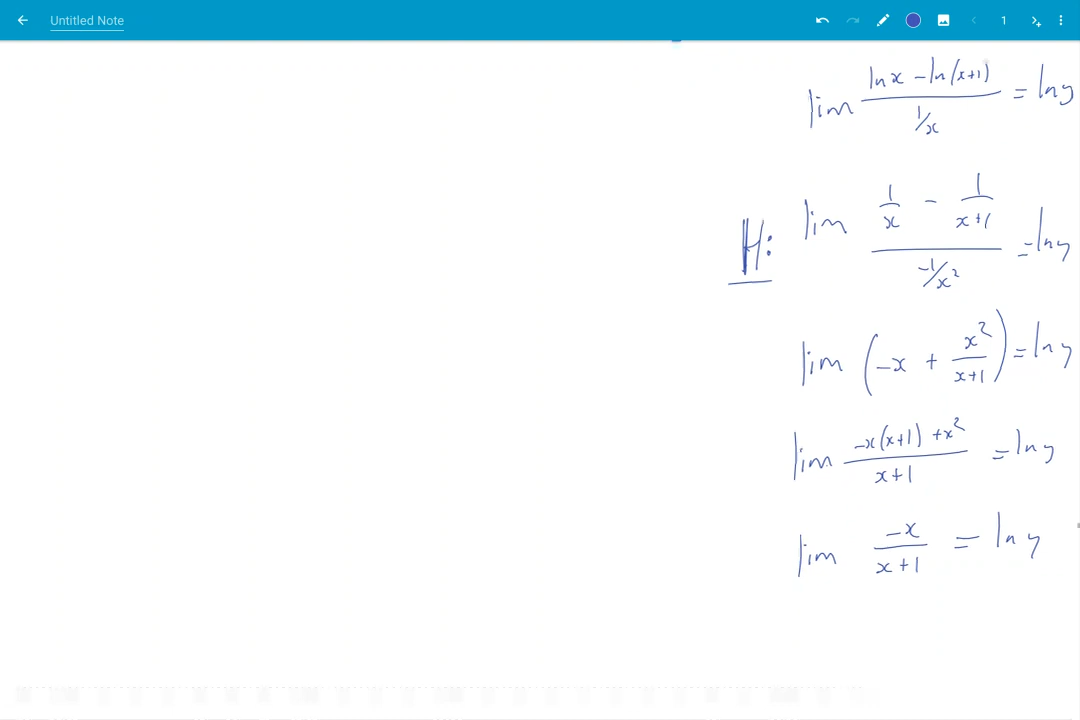 Untitled Note
1
lim (ln x - ln(x+1))/(1/x) = ln y
H: lim (1/x - 1/(x+1))/(-1/x²) = ln y
lim (-x + x²/(x+1)) = ln y
lim (-x(x+1) + x²)/(x+1) = ln y
lim -x/(x+1) = ln y